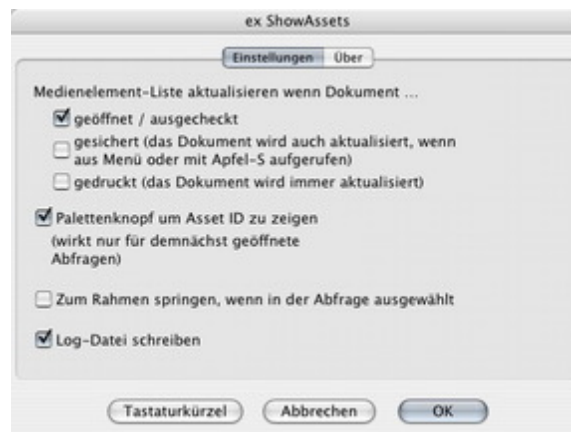 ex ShowAssets
Einstellungen Über
Medienelement-Liste aktualisieren wenn Dokument ...
geöffnet / ausgecheckt
gesichert (das Dokument wird auch aktualisiert, wenn
aus Menü oder mit Apfel-S aufgerufen)
gedruckt (das Dokument wird immer aktualisiert)
Palettenknopf um Asset ID zu zeigen
(wirkt nur für demnächst geöffnete
Abfragen)
Zum Rahmen springen, wenn in der Abfrage ausgewählt
Log-Datei schreiben
Tastaturkürzel Abbrechen OK